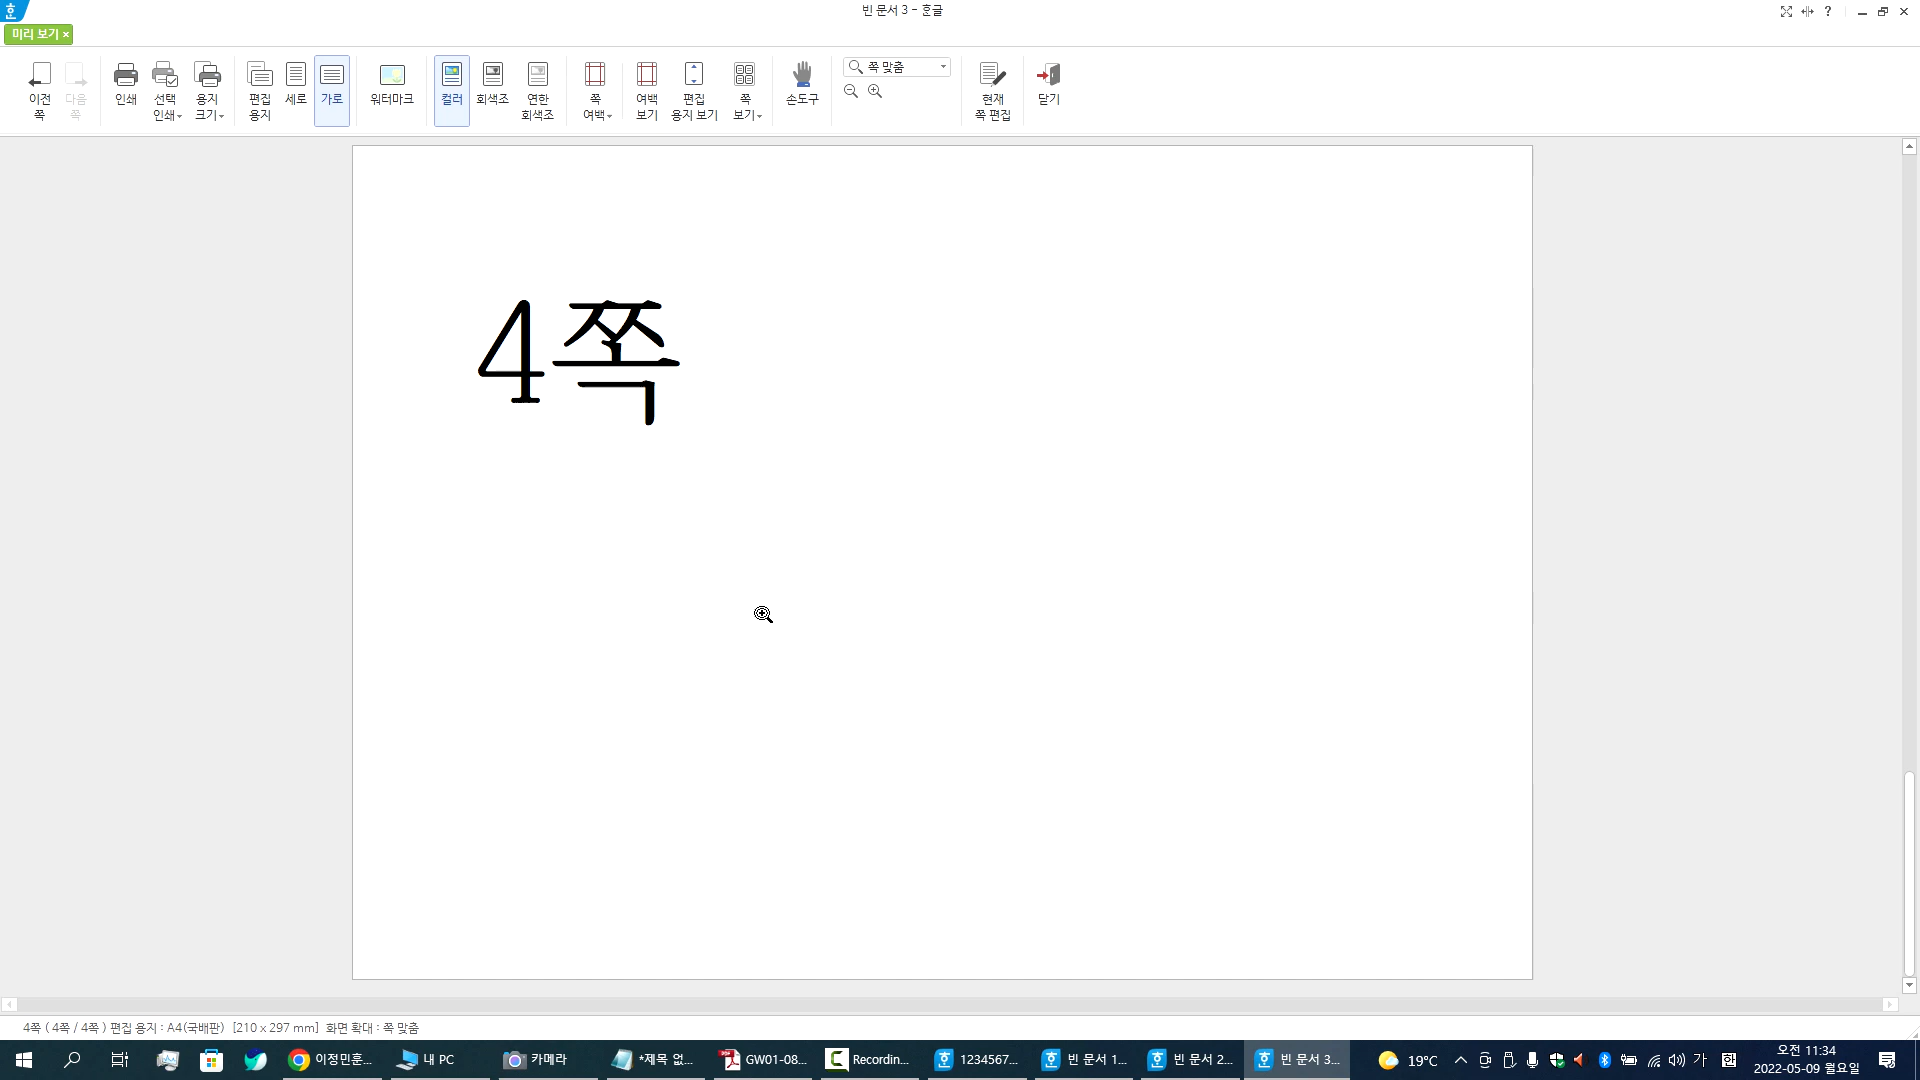 빈 문서 3 - 한글
미리 보기 ×
이전 쪽
다음 쪽
인쇄
선택 인쇄
용지 크기
편집 용지
세로
가로
워터마크
컬러
회색조
연한 회색조
쪽 여백
여백 보기
편집 용지 보기
쪽 보기
손도구
쪽 맞춤
현재 쪽 편집
닫기
4쪽
4쪽 ( 4쪽 / 4쪽 ) 편집 용지 : A4(국배판) [210 x 297 mm] 화면 확대 : 쪽 맞춤
이정민훈...
내 PC
카메라
*제목 없...
GW01-08...
Recordin...
1234567...
빈 문서 1...
빈 문서 2...
빈 문서 3...
19°C
가
한
오전 11:34
2022-05-09 월요일